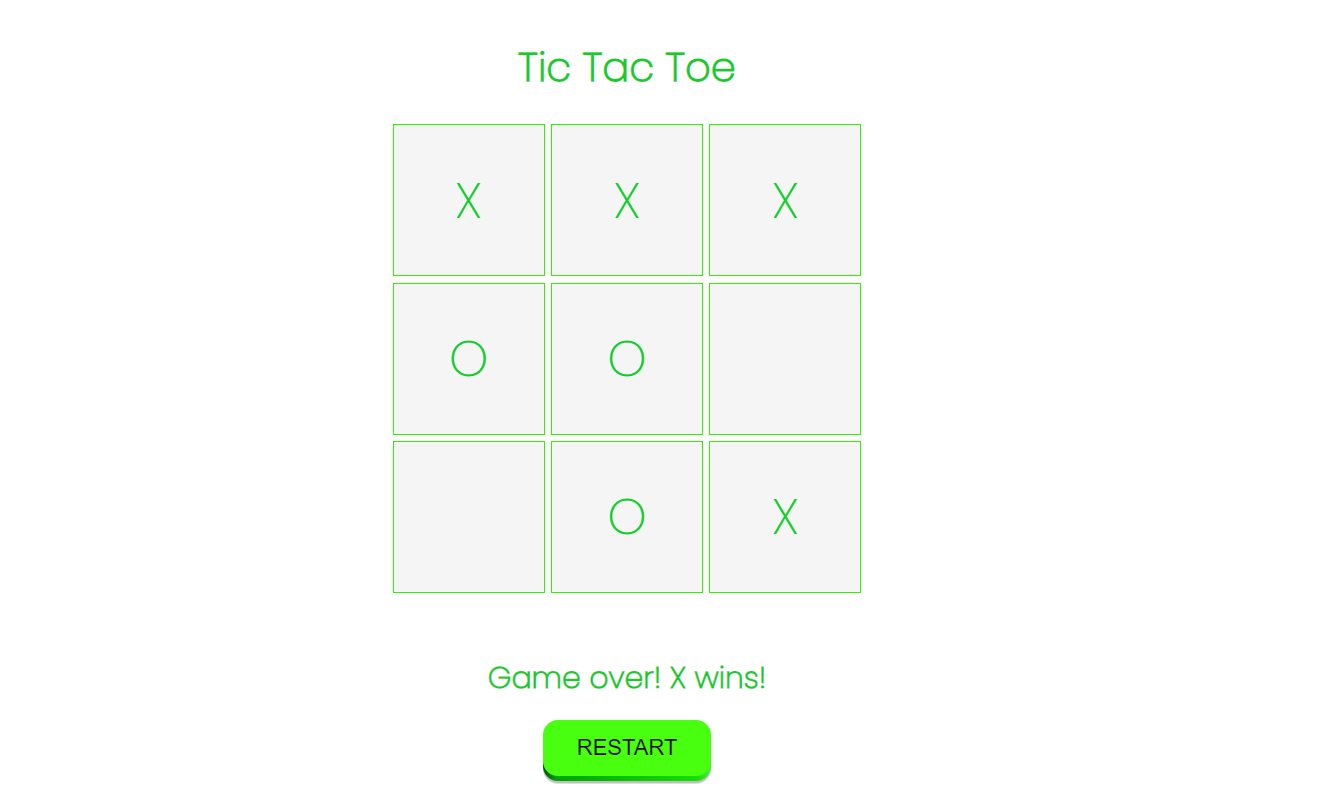 Tic Tac Toe
X X X
O O
O X
Game over! X wins!
RESTART